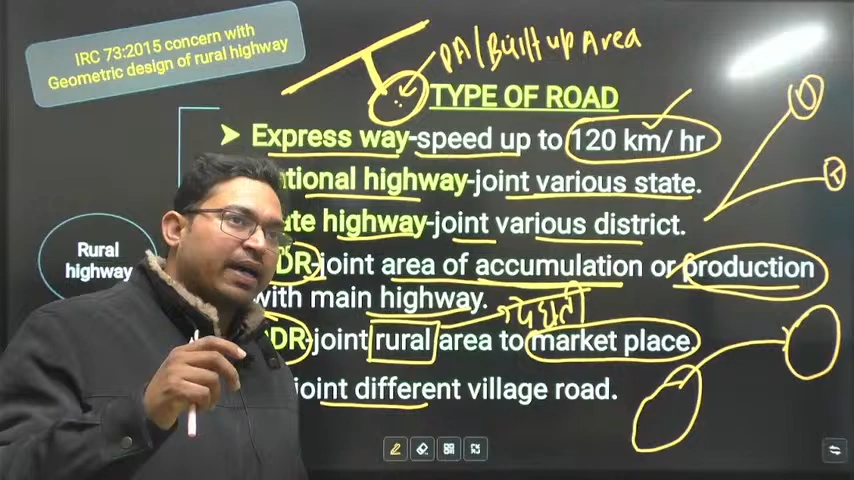 IRC 73:2015 concern with
Geometric design of rural highway
PA/Built up Area
TYPE OF ROAD
➤ Express way-speed up to 120 km/ hr
tional highway-joint various state.
ate highway-joint various district.
DR-joint area of accumulation or production
with main highway.
DR-joint rural area to market place.
joint different village road.
Rural
highway